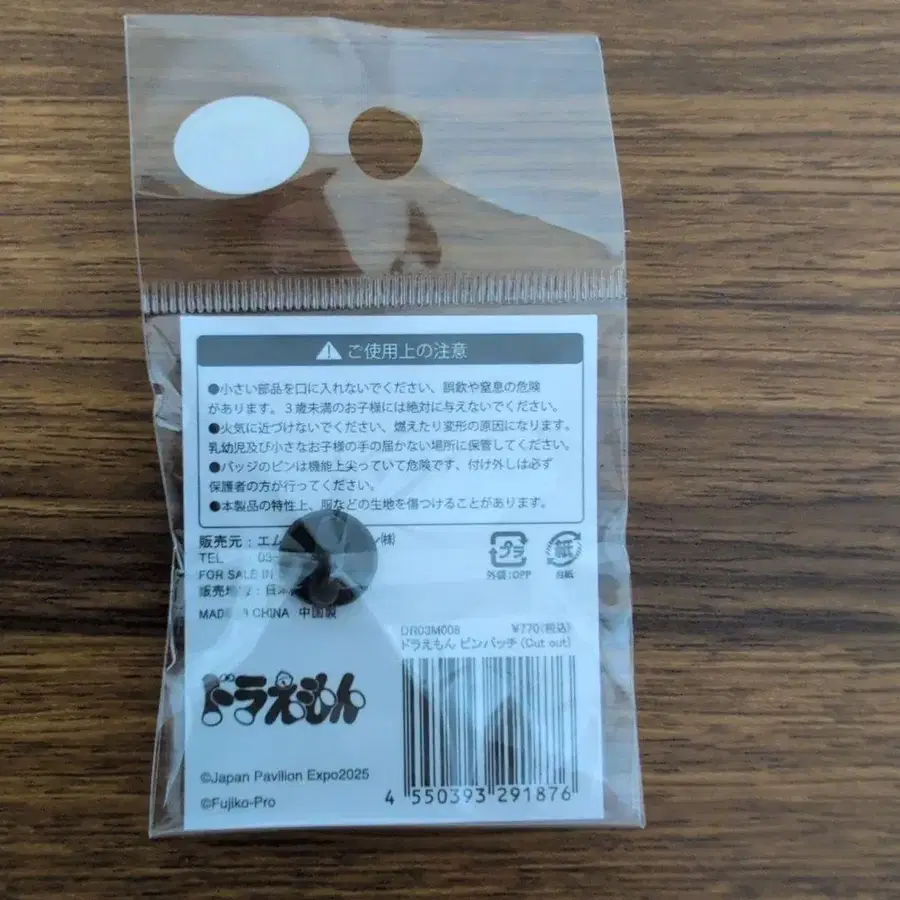 ご使用上の注意
●小さい部品を口に入れないでください、誤飲や窒息の危険
があります。3歳未満のお子様には絶対に与えないでください。
●火気に近づけないでください、燃えたり変形の原因になります。
乳幼児及び小さなお子様の手の届かない場所に保管してください。
●バッジのピンは機能上尖っていて危険です、付け外しは必ず
保護者の方が行ってください。
●本製品の特性上、服などの生地を傷つけることがあります。
販売元:エム ㈱
TEL 03-
FOR SALE IN
販売地 : 日本
MADE IN CHINA 中国製
プラ
外袋:OPP
紙
台紙
DR03M008 ¥770(税込)
ドラえもん ピンバッチ (Cut out)
ドラえもん
©Japan Pavilion Expo2025
©Fujiko-Pro
4 550393 291876